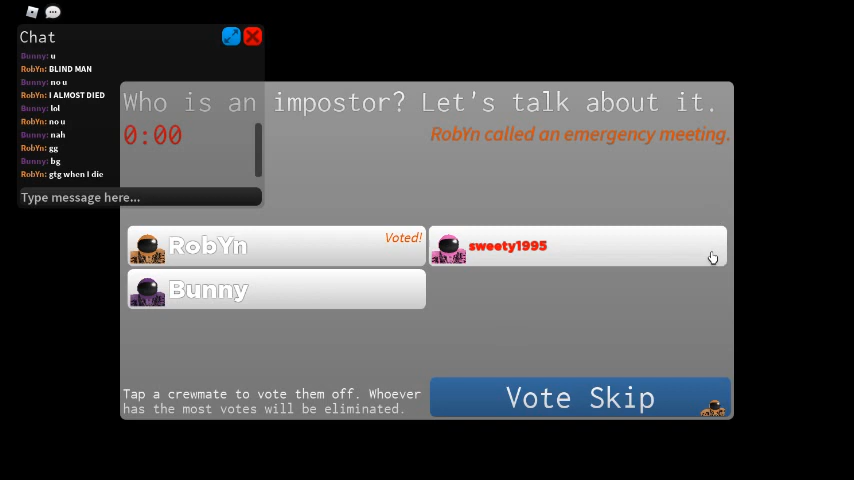 Chat
Bunny: u
RobYn: BLIND MAN
Bunny: no u
RobYn: I ALMOST DIED
Bunny: lol
RobYn: no u
Bunny: nah
RobYn: gg
Bunny: bg
RobYn: gtg when I die
Type message here...
Who is an impostor? Let's talk about it.
0:00
RobYn called an emergency meeting.
RobYn
Voted!
sweety1995
Bunny
Tap a crewmate to vote them off. Whoever
has the most votes will be eliminated.
Vote Skip